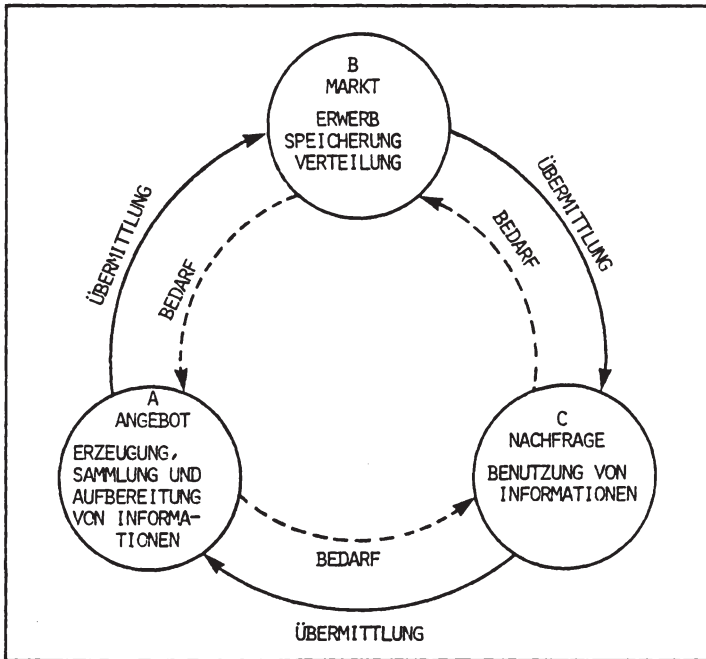 B
MARKT
ERWERB
SPEICHERUNG
VERTEILUNG
ÜBERMITTLUNG
BEDARF
BEDARF
ÜBERMITTLUNG
A
ANGEBOT
ERZEUGUNG,
SAMMLUNG UND
AUFBEREITUNG
VON INFORMA-
TIONEN
C
NACHFRAGE
BENUTZUNG VON
INFORMATIONEN
BEDARF
ÜBERMITTLUNG